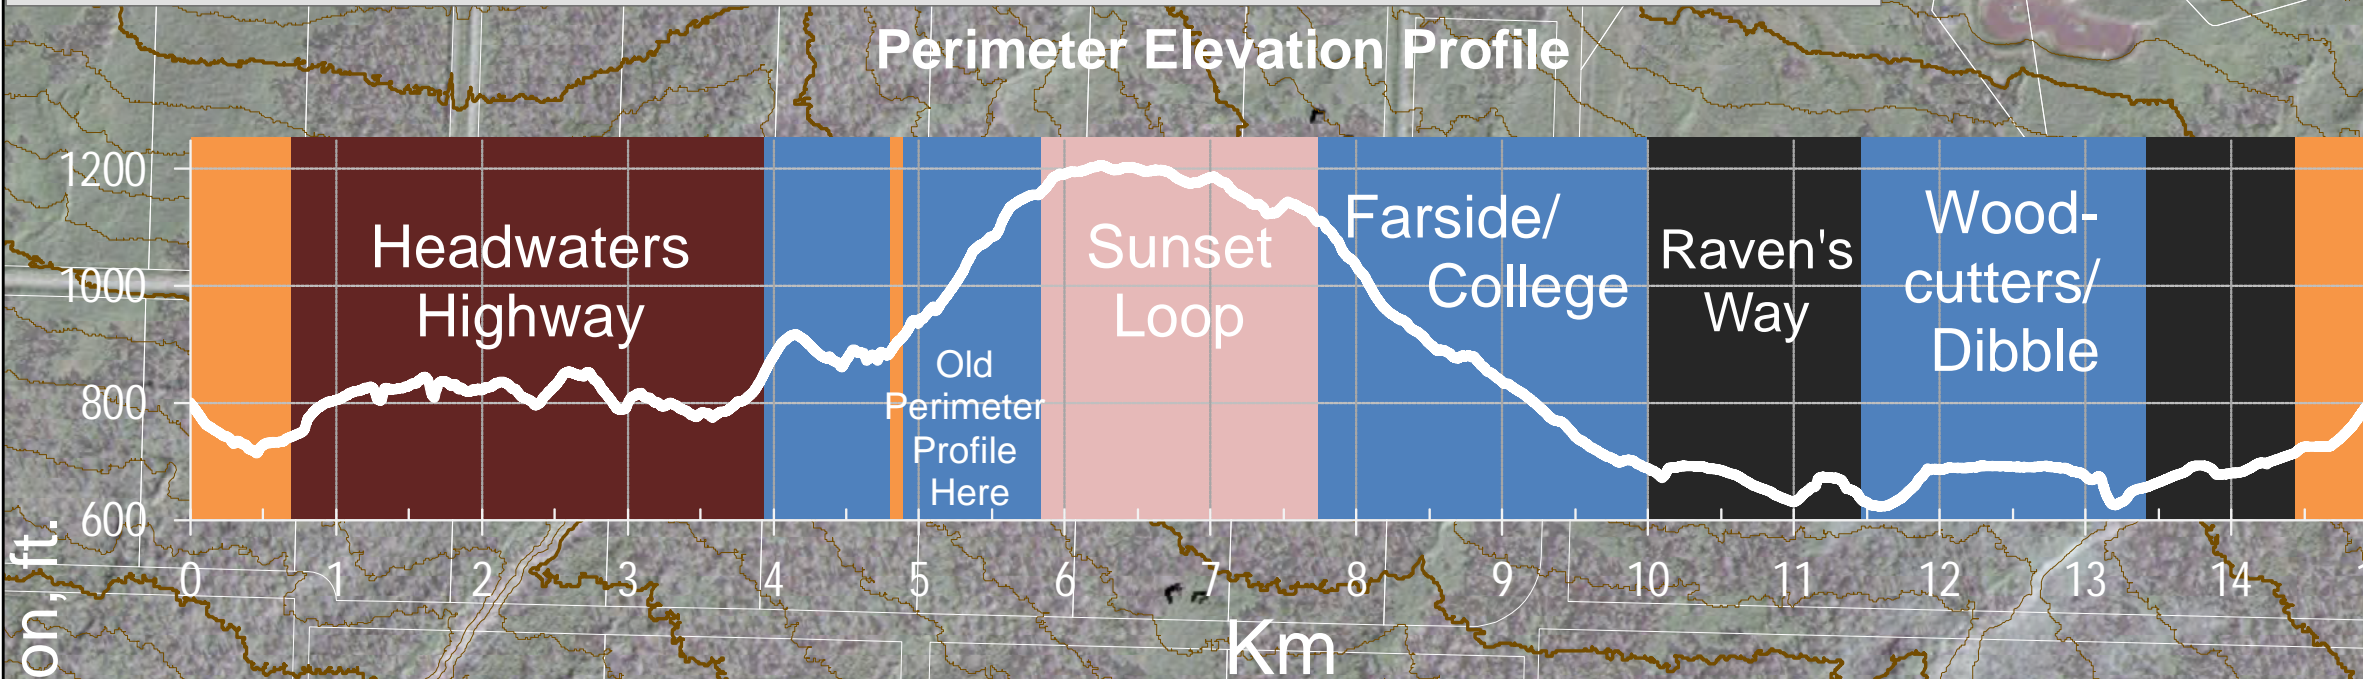 Perimeter Elevation Profile
1200
1000
800
600
Headwaters
Highway
Old
Perimeter
Profile
Here
Sunset
Loop
Farside/
College
Raven's
Way
Wood-
cutters/
Dibble
on, ft.
0 1 2 3 4 5 6 7 8 9 10 11 12 13 14
Km